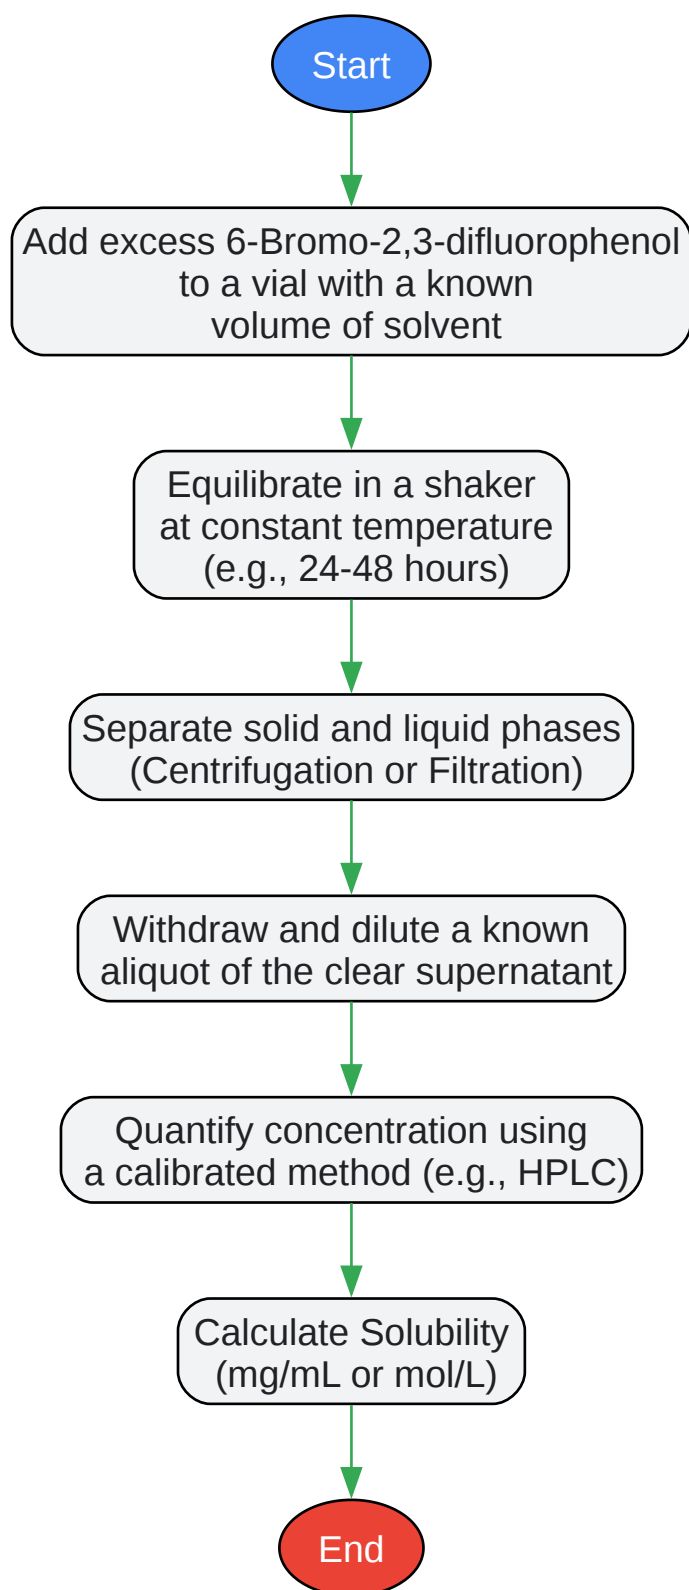 Start
Add excess 6-Bromo-2,3-difluorophenol
to a vial with a known
volume of solvent
Equilibrate in a shaker
at constant temperature
(e.g., 24-48 hours)
Separate solid and liquid phases
(Centrifugation or Filtration)
Withdraw and dilute a known
aliquot of the clear supernatant
Quantify concentration using
a calibrated method (e.g., HPLC)
Calculate Solubility
(mg/mL or mol/L)
End